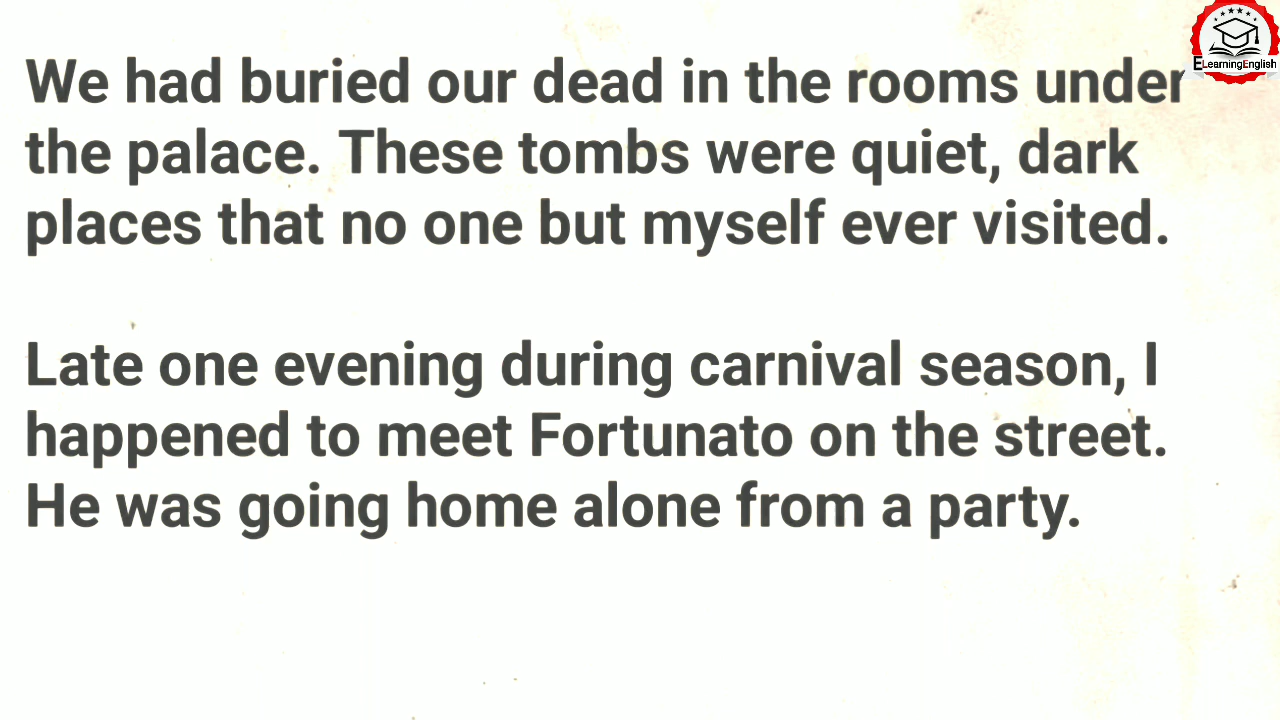 We had buried our dead in the rooms under
the palace. These tombs were quiet, dark
places that no one but myself ever visited.
Late one evening during carnival season, I
happened to meet Fortunato on the street.
He was going home alone from a party.
ELearningEnglish